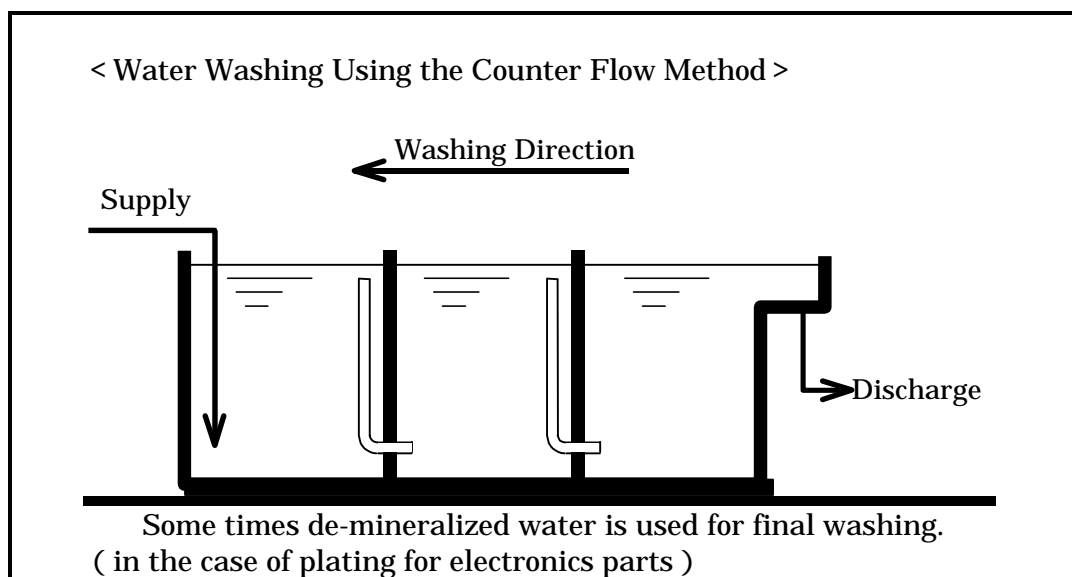 < Water Washing Using the Counter Flow Method >
Washing Direction
Supply
Discharge
Some times de-mineralized water is used for final washing.
( in the case of plating for electronics parts )